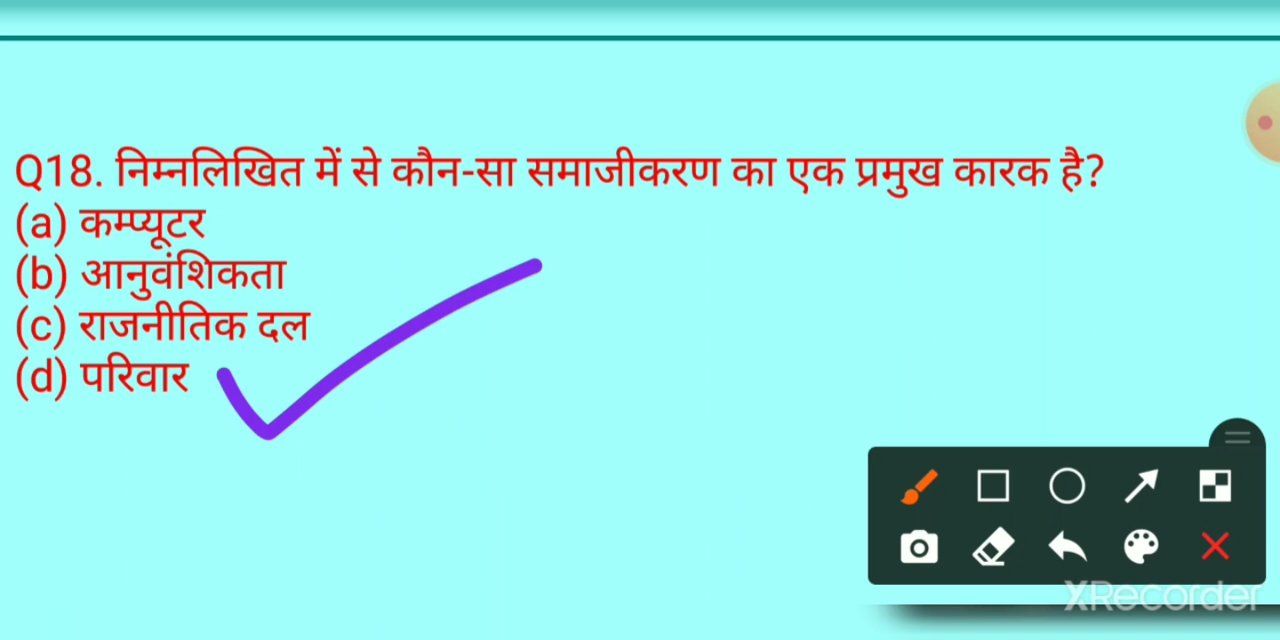 Q18. निम्नलिखित में से कौन-सा समाजीकरण का एक प्रमुख कारक है?
(a) कम्प्यूटर
(b) आनुवंशिकता
(c) राजनीतिक दल
(d) परिवार
XRecorder